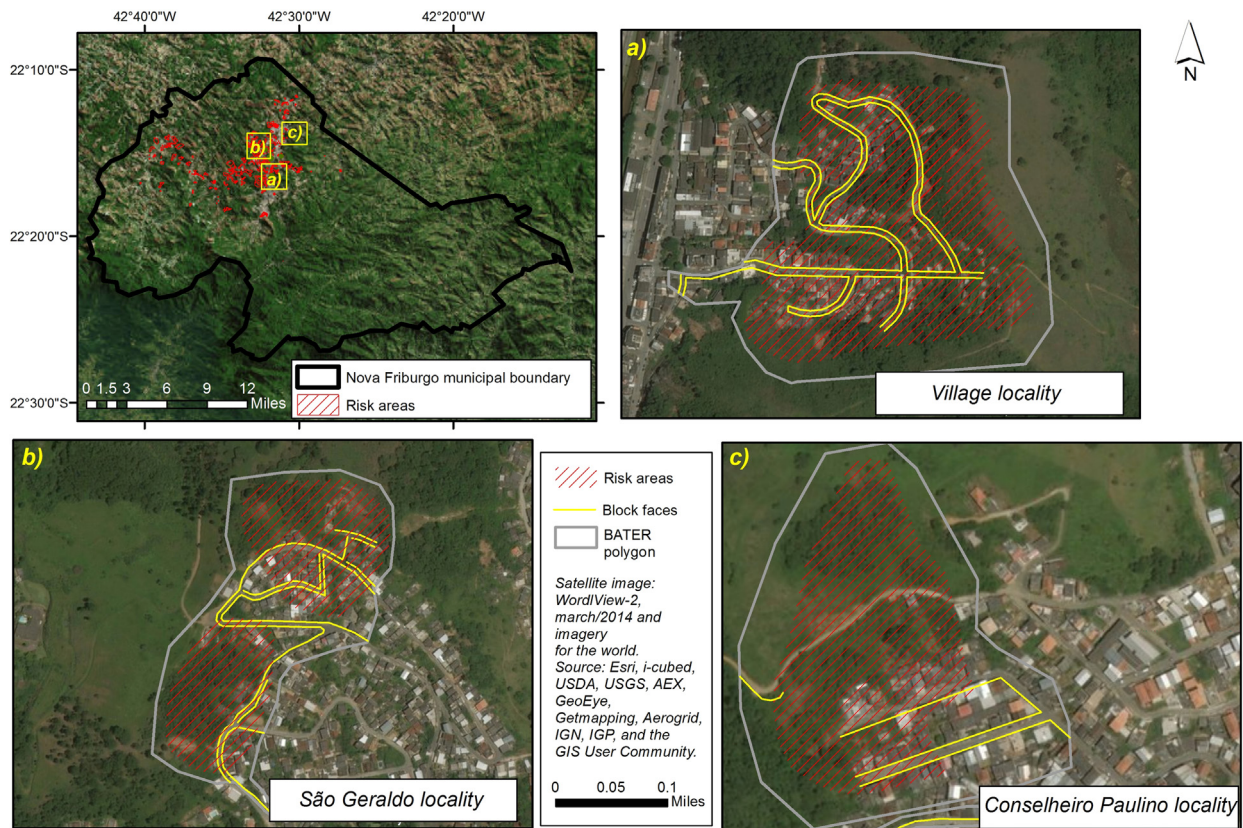 42°40'0"W 42°30'0"W 42°20'0"W
22°10'0"S
22°20'0"S
22°30'0"S
b)
c)
a)
0 1.5 3 6 9 12
Miles
Nova Friburgo municipal boundary
Risk areas
a)
Village locality
N
b)
São Geraldo locality
Risk areas
Block faces
BATER
polygon
Satellite image:
WordlView-2,
march/2014 and
imagery
for the world.
Source: Esri, i-cubed,
USDA, USGS, AEX,
GeoEye,
Getmapping, Aerogrid,
IGN, IGP, and the
GIS User Community.
0 0.05 0.1
Miles
c)
Conselheiro Paulino locality